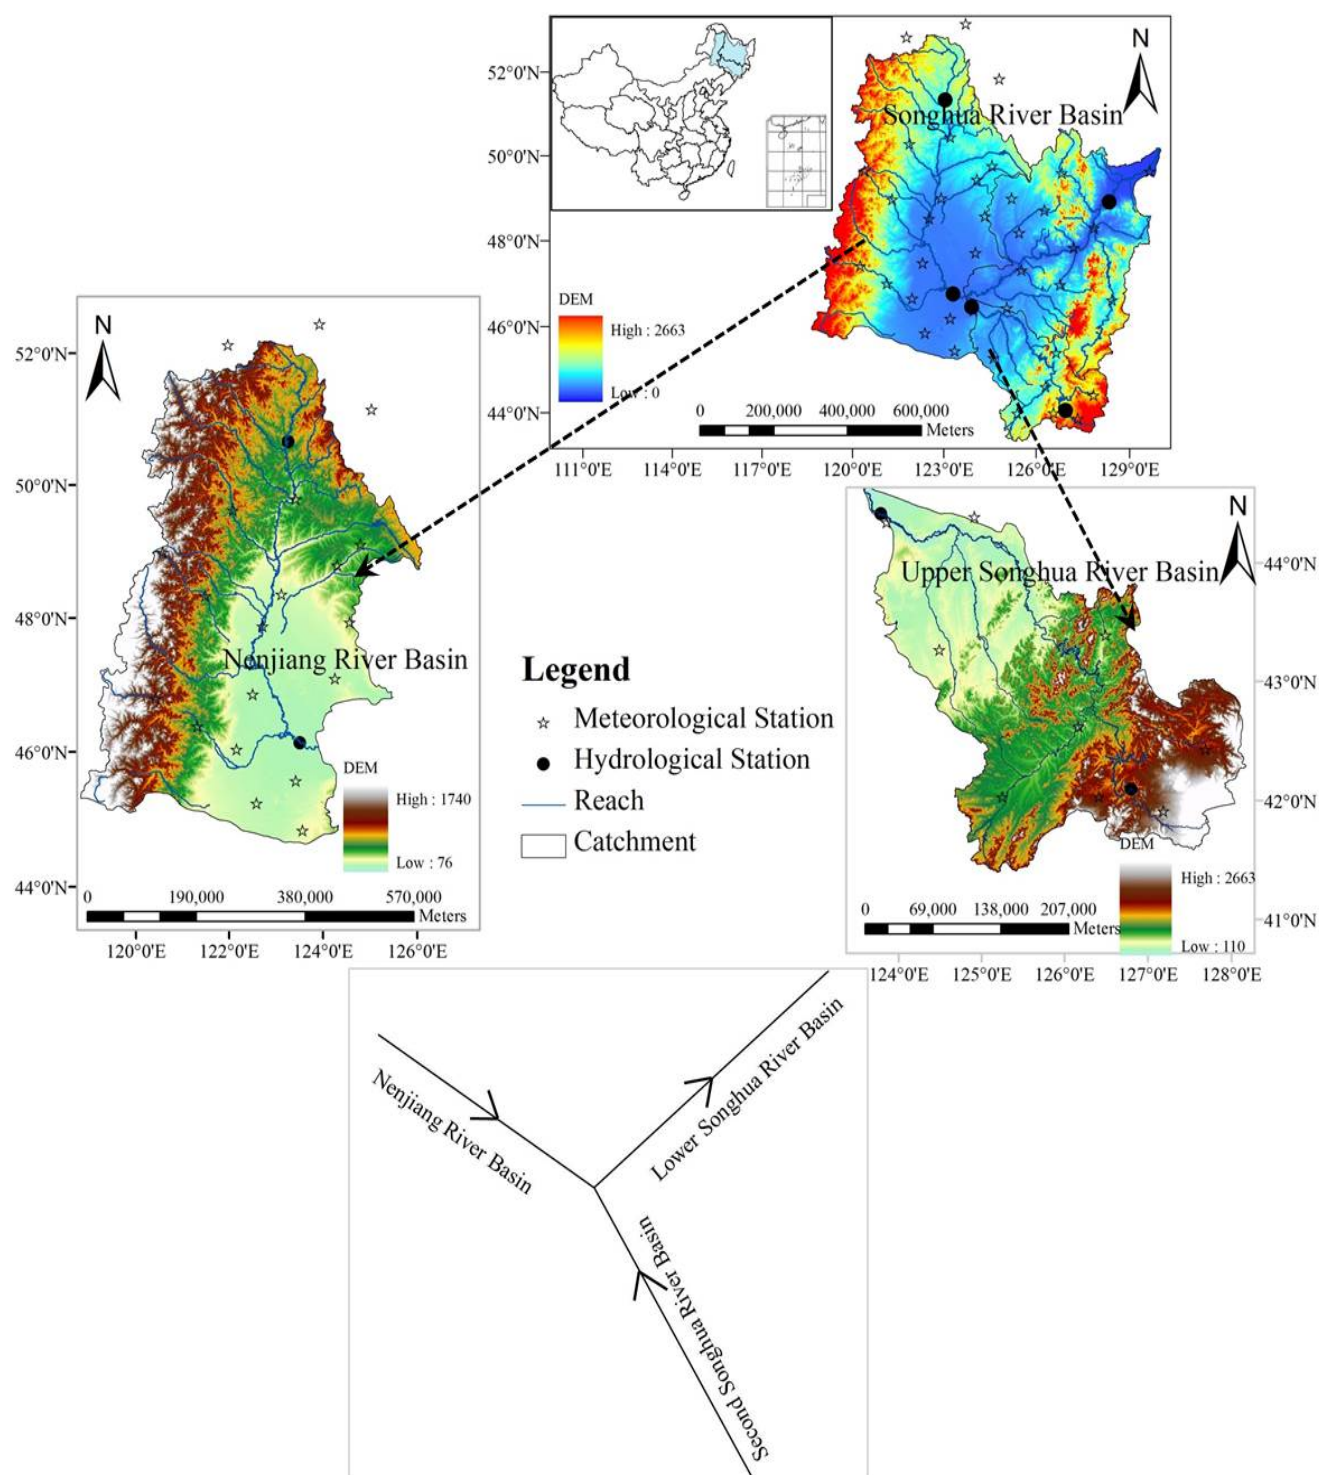 52°0'N
50°0'N
48°0'N
46°0'N
44°0'N
N
Songhua River Basin
DEM
High : 2663
Low : 0
0 200,000 400,000 600,000
Meters
111°0'E 114°0'E 117°0'E 120°0'E 123°0'E 126°0'E 129°0'E
N
52°0'N
50°0'N
48°0'N
46°0'N
44°0'N
Nenjiang River Basin
DEM
High : 1740
Low : 76
0 190,000 380,000 570,000
Meters
120°0'E 122°0'E 124°0'E 126°0'E
Legend
Meteorological Station
Hydrological Station
Reach
Catchment
N
Upper Songhua River Basin
44°0'N
43°0'N
42°0'N
41°0'N
DEM
High : 2663
Low : 110
0 69,000 138,000 207,000
Meters
124°0'E 125°0'E 126°0'E 127°0'E 128°0'E
Nenjiang River Basin
Lower Songhua River Basin
Second Songhua River Basin